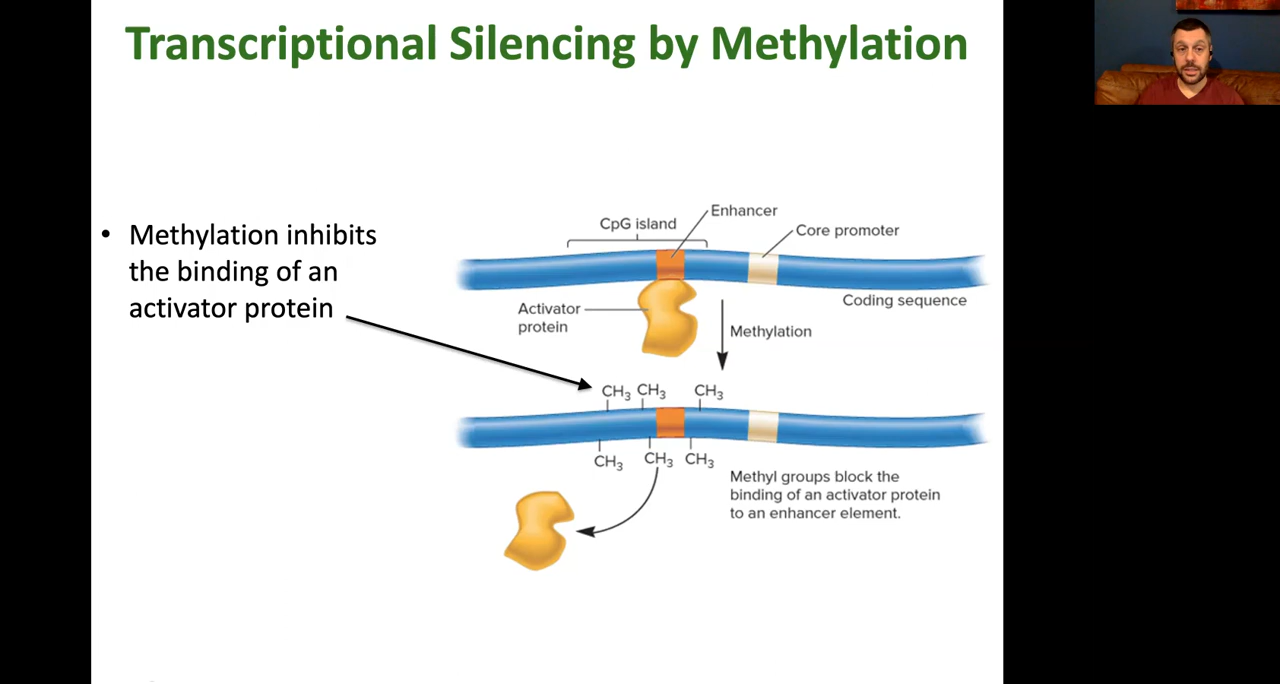 Transcriptional Silencing by Methylation
• Methylation inhibits
the binding of an
activator protein
CpG island
Enhancer
Core promoter
Activator
protein
Coding sequence
Methylation
CH₃ CH₃ CH₃
CH₃ CH₃ CH₃
Methyl groups block the
binding of an activator protein
to an enhancer element.